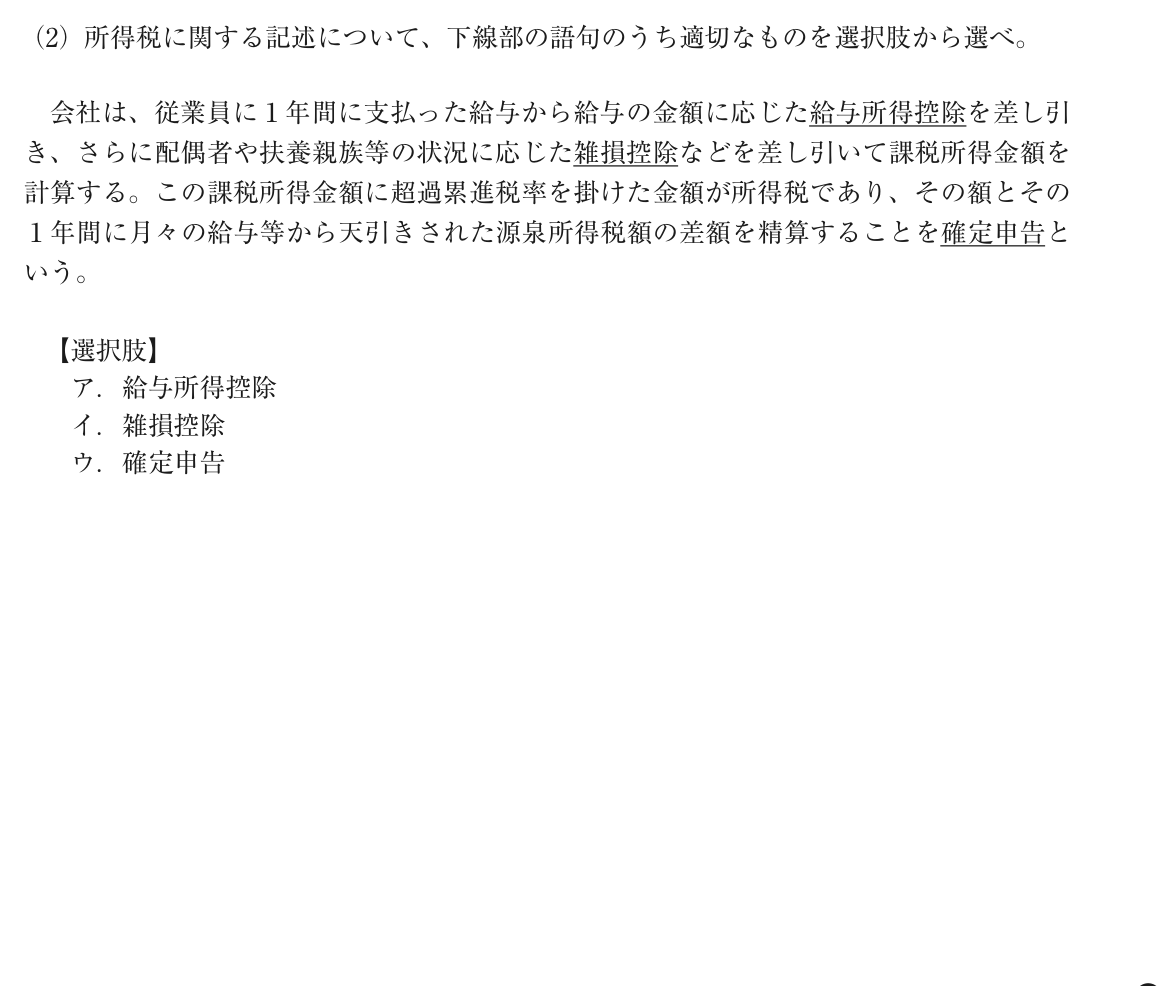 （2）所得税に関する記述について、下線部の語句のうち適切なものを選択肢から選べ。
会社は、従業員に１年間に支払った給与から給与の金額に応じた給与所得控除を差し引
き、さらに配偶者や扶養親族等の状況に応じた雑損控除などを差し引いて課税所得金額を
計算する。この課税所得金額に超過累進税率を掛けた金額が所得税であり、その額とその
１年間に月々の給与等から天引きされた源泉所得税額の差額を精算することを確定申告と
いう。
【選択肢】
ア．給与所得控除
イ．雑損控除
ウ．確定申告